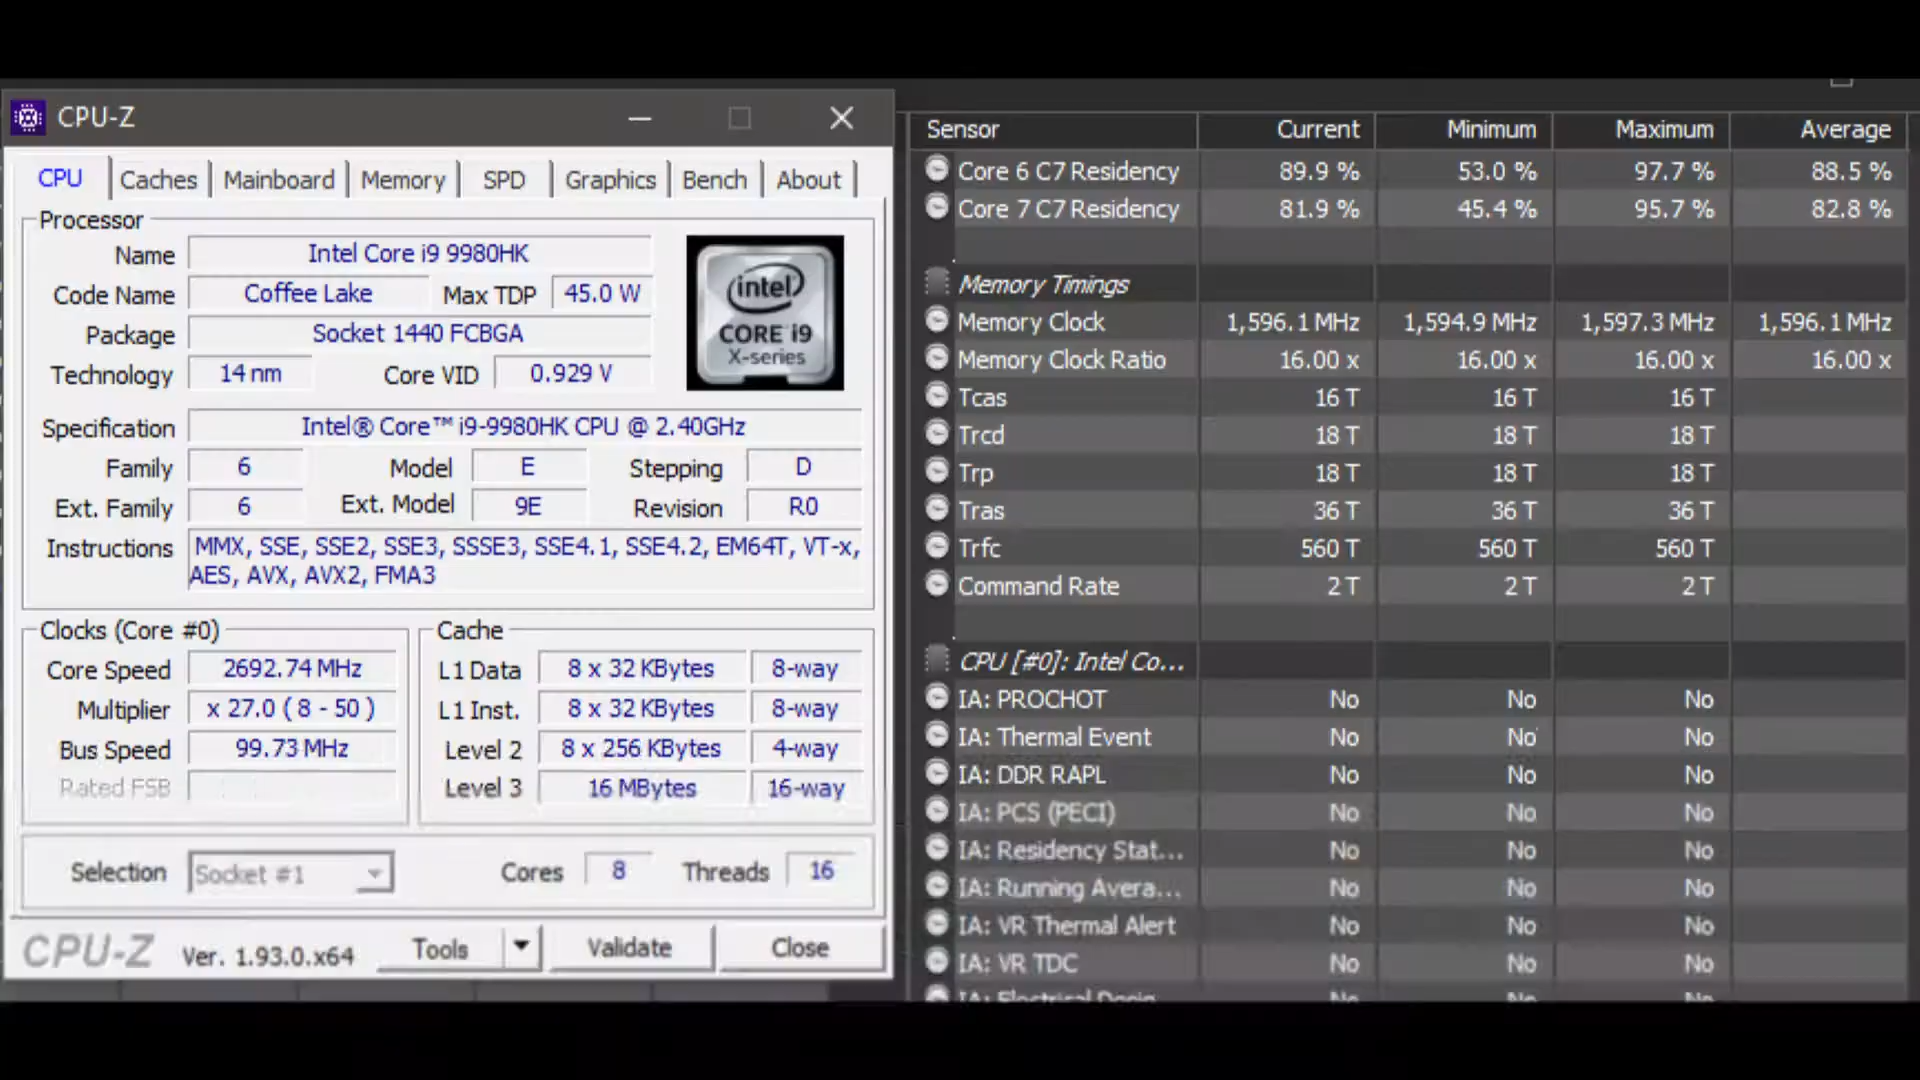 CPU-Z
CPU Caches Mainboard Memory SPD Graphics Bench About
Processor
Name Intel Core i9 9980HK
Code Name Coffee Lake Max TDP 45.0 W
Package Socket 1440 FCBGA
Technology 14 nm Core VID 0.929 V
intel
CORE i9
X-series
Specification Intel® Core™ i9-9980HK CPU @ 2.40GHz
Family 6 Model E Stepping D
Ext. Family 6 Ext. Model 9E Revision R0
Instructions MMX, SSE, SSE2, SSE3, SSSE3, SSE4.1, SSE4.2, EM64T, VT-x,
AES, AVX, AVX2, FMA3
Clocks (Core #0)
Core Speed 2692.74 MHz
Multiplier x 27.0 ( 8 - 50 )
Bus Speed 99.73 MHz
Rated FSB
Cache
L1 Data 8 x 32 KBytes 8-way
L1 Inst. 8 x 32 KBytes 8-way
Level 2 8 x 256 KBytes 4-way
Level 3 16 MBytes 16-way
Selection Socket #1 Cores 8 Threads 16
CPU-Z Ver. 1.93.0.x64 Tools Validate Close
Sensor Current Minimum Maximum Average
Core 6 C7 Residency 89.9 % 53.0 % 97.7 % 88.5 %
Core 7 C7 Residency 81.9 % 45.4 % 95.7 % 82.8 %
Memory Timings
Memory Clock 1,596.1 MHz 1,594.9 MHz 1,597.3 MHz 1,596.1 MHz
Memory Clock Ratio 16.00 x 16.00 x 16.00 x 16.00 x
Tcas 16 T 16 T 16 T
Trcd 18 T 18 T 18 T
Trp 18 T 18 T 18 T
Tras 36 T 36 T 36 T
Trfc 560 T 560 T 560 T
Command Rate 2 T 2 T 2 T
CPU [#0]: Intel Co...
IA: PROCHOT No No No
IA: Thermal Event No No No
IA: DDR RAPL No No No
IA: PCS (PECI) No No No
IA: Residency Stat... No No No
IA: Running Avera... No No No
IA: VR Thermal Alert No No No
IA: VR TDC No No No
IA: Electrical Desig No No No